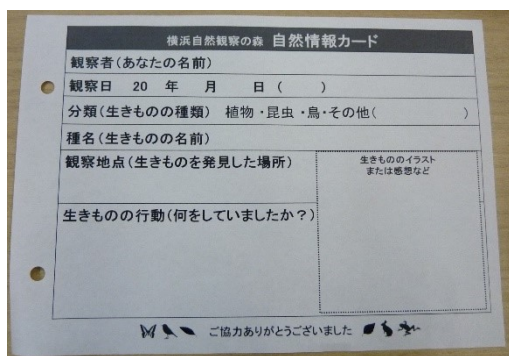 横浜自然観察の森 自然情報カード
観察者(あなたの名前)
観察日 20 年 月 日( )
分類(生きものの種類) 植物・昆虫・鳥・その他( )
種名(生きものの名前)
観察地点(生きものを発見した場所)
生きもののイラスト
または感想など
生きものの行動(何をしていましたか?)
ご協力ありがとうございました